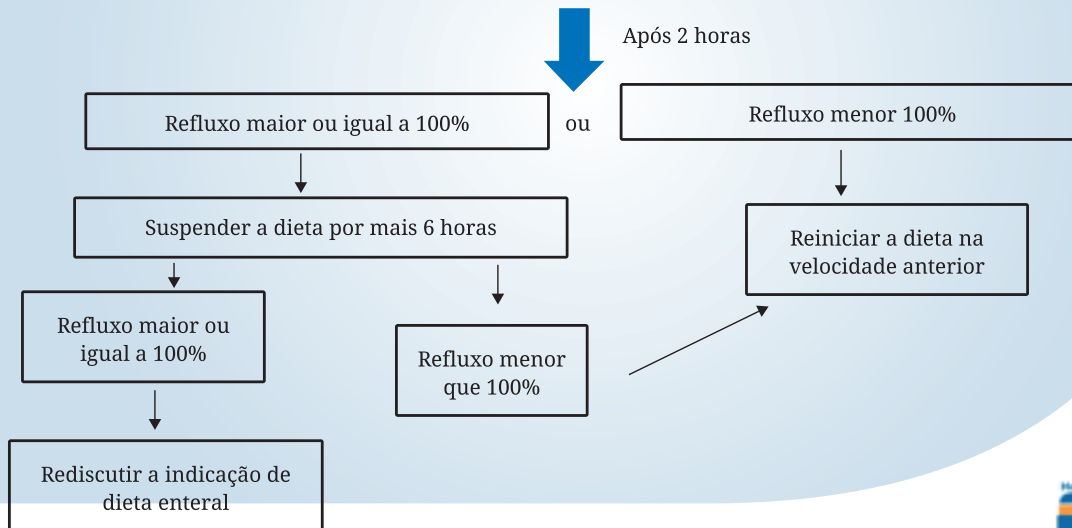 Após 2 horas
Refluxo maior ou igual a 100%
ou
Refluxo menor 100%
Suspender a dieta por mais 6 horas
Reiniciar a dieta na
velocidade anterior
Refluxo maior ou
igual a 100%
Refluxo menor
que 100%
Rediscutir a indicação de
dieta enteral